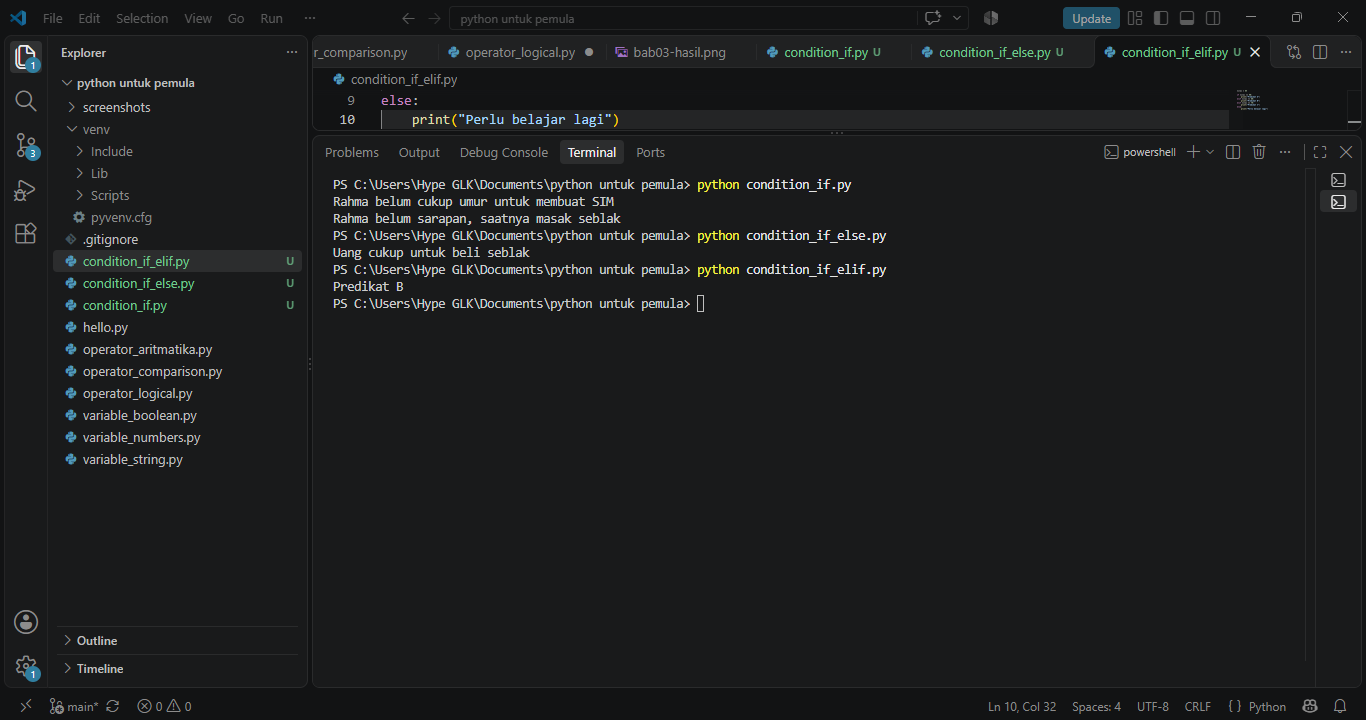 File Edit Selection View Go Run ··· python untuk pemula Update
Explorer ···
python untuk pemula
screenshots
venv
Include
Lib
Scripts
pyvenv.cfg
.gitignore
condition_if_elif.py U
condition_if_else.py U
condition_if.py U
hello.py
operator_aritmatika.py
operator_comparison.py
operator_logical.py
variable_boolean.py
variable_numbers.py
variable_string.py
Outline
Timeline
1
3
1
r_comparison.py operator_logical.py bab03-hasil.png condition_if.py U condition_if_else.py U condition_if_elif.py U
condition_if_elif.py
9 else:
10 print("Perlu belajar lagi")
Problems Output Debug Console Terminal Ports powershell
PS C:\Users\Hype GLK\Documents\python untuk pemula> python condition_if.py
Rahma belum cukup umur untuk membuat SIM
Rahma belum sarapan, saatnya masak seblak
PS C:\Users\Hype GLK\Documents\python untuk pemula> python condition_if_else.py
Uang cukup untuk beli seblak
PS C:\Users\Hype GLK\Documents\python untuk pemula> python condition_if_elif.py
Predikat B
PS C:\Users\Hype GLK\Documents\python untuk pemula>
main* 0 0 Ln 10, Col 32 Spaces: 4 UTF-8 CRLF { } Python